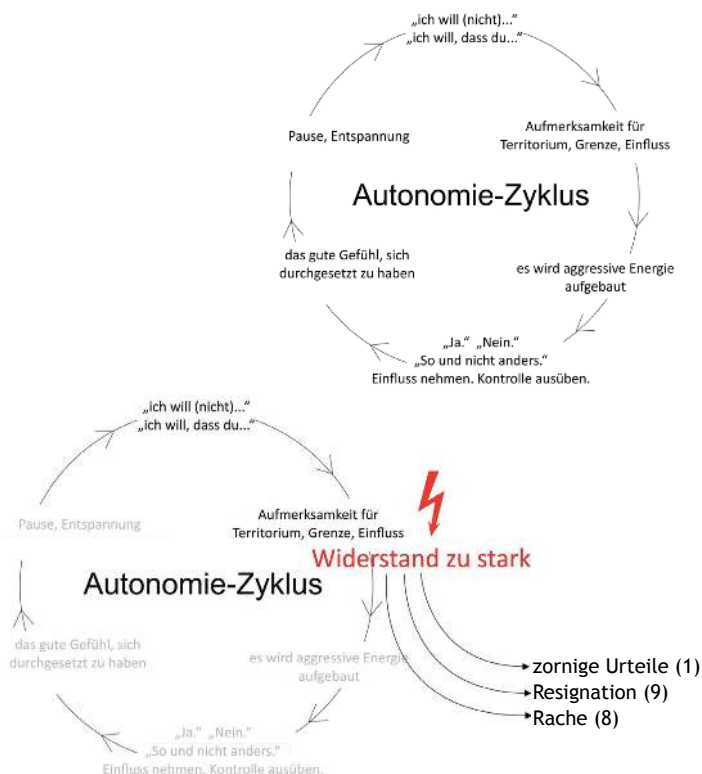 „ich will (nicht)..."
„ich will, dass du..."
Aufmerksamkeit für
Territorium, Grenze, Einfluss
Pause, Entspannung
Autonomie-Zyklus
das gute Gefühl, sich
durchgesetzt zu haben
es wird aggressive Energie
aufgebaut
„Ja.“ „Nein.“
„So und nicht anders.“
Einfluss nehmen. Kontrolle ausüben.
„ich will (nicht)..."
„ich will, dass du..."
Aufmerksamkeit für
Territorium, Grenze, Einfluss
Pause, Entspannung
Widerstand zu stark
Autonomie-Zyklus
das gute Gefühl, sich
durchgesetzt zu haben
es wird aggressive Energie
aufgebaut
zornige Urteile (1)
Resignation (9)
Rache (8)
„Ja.“ „Nein.“
„So und nicht anders.“
Einfluss nehmen. Kontrolle ausüben.